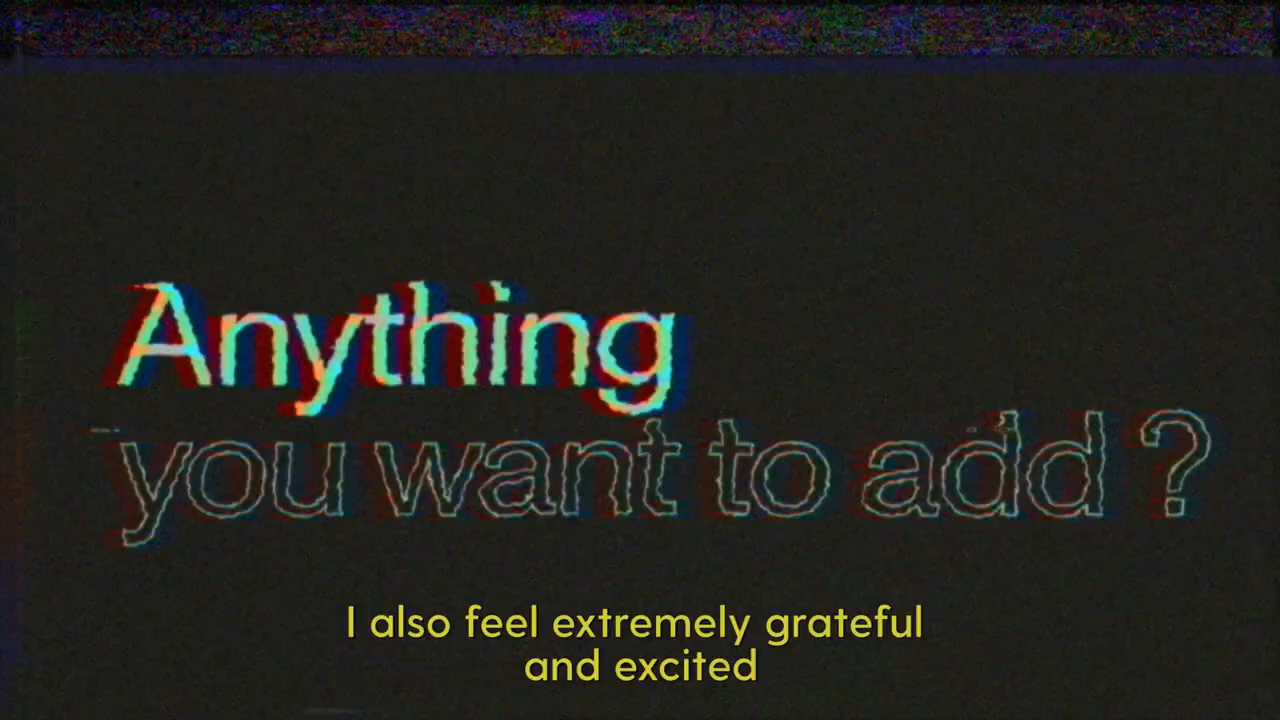 Anything
you want to add ?
I also feel extremely grateful
and excited